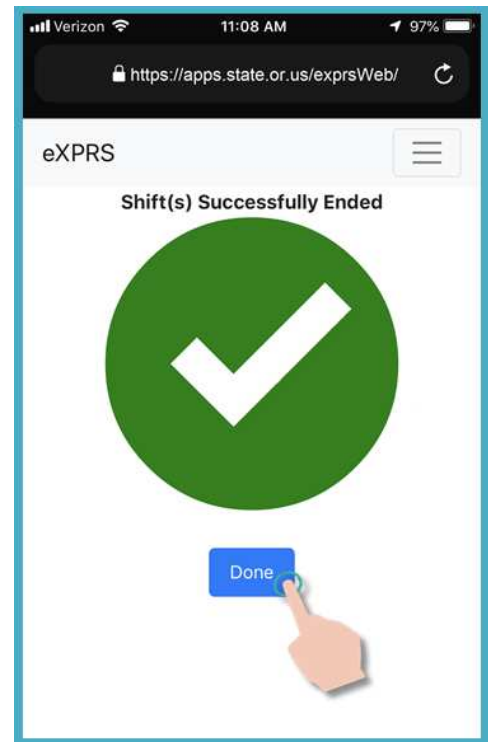 Verizon 11:08 AM 97%
https://apps.state.or.us/exprsWeb/
eXPRS
Shift(s) Successfully Ended
Done